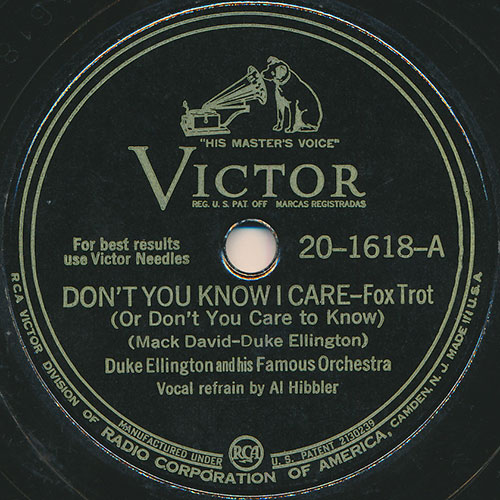 "HIS MASTER'S VOICE"
VICTOR
REG. U. S. PAT. OFF MARCAS REGISTRADAS
For best results
use Victor Needles
20-1618-A
DON'T YOU KNOW I CARE-Fox Trot
(Or Don't You Care to Know)
(Mack David-Duke Ellington)
Duke Ellington and his Famous Orchestra
Vocal refrain by Al Hibbler
MANUFACTURED UNDER RCA U. S. PATENT 2130239
RCA VICTOR DIVISION OF RADIO CORPORATION OF AMERICA, CAMDEN, N. J. MADE IN U.S.A.